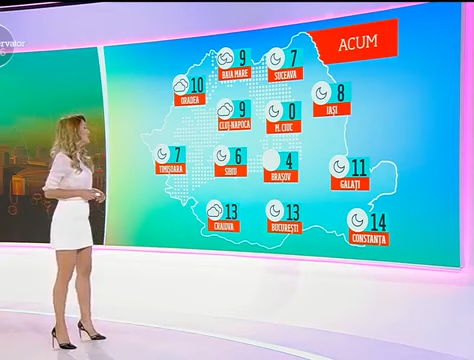 rvator
ACUM
9
BAIA MARE
7
SUCEAVA
10
ORADEA
8
IAȘI
9
CLUJ-NAPOCA
0
M. CIUC
7
TIMIȘOARA
6
SIBIU
4
BRAȘOV
11
GALAȚI
13
CRAIOVA
13
BUCUREȘTI
14
CONSTANȚA